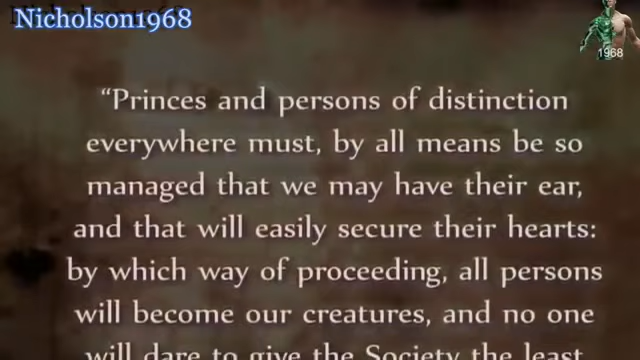 Nicholson1968
1968
“Princes and persons of distinction
everywhere must, by all means be so
managed that we may have their ear,
and that will easily secure their hearts:
by which way of proceeding, all persons
will become our creatures, and no one
will dare to give the Society the least